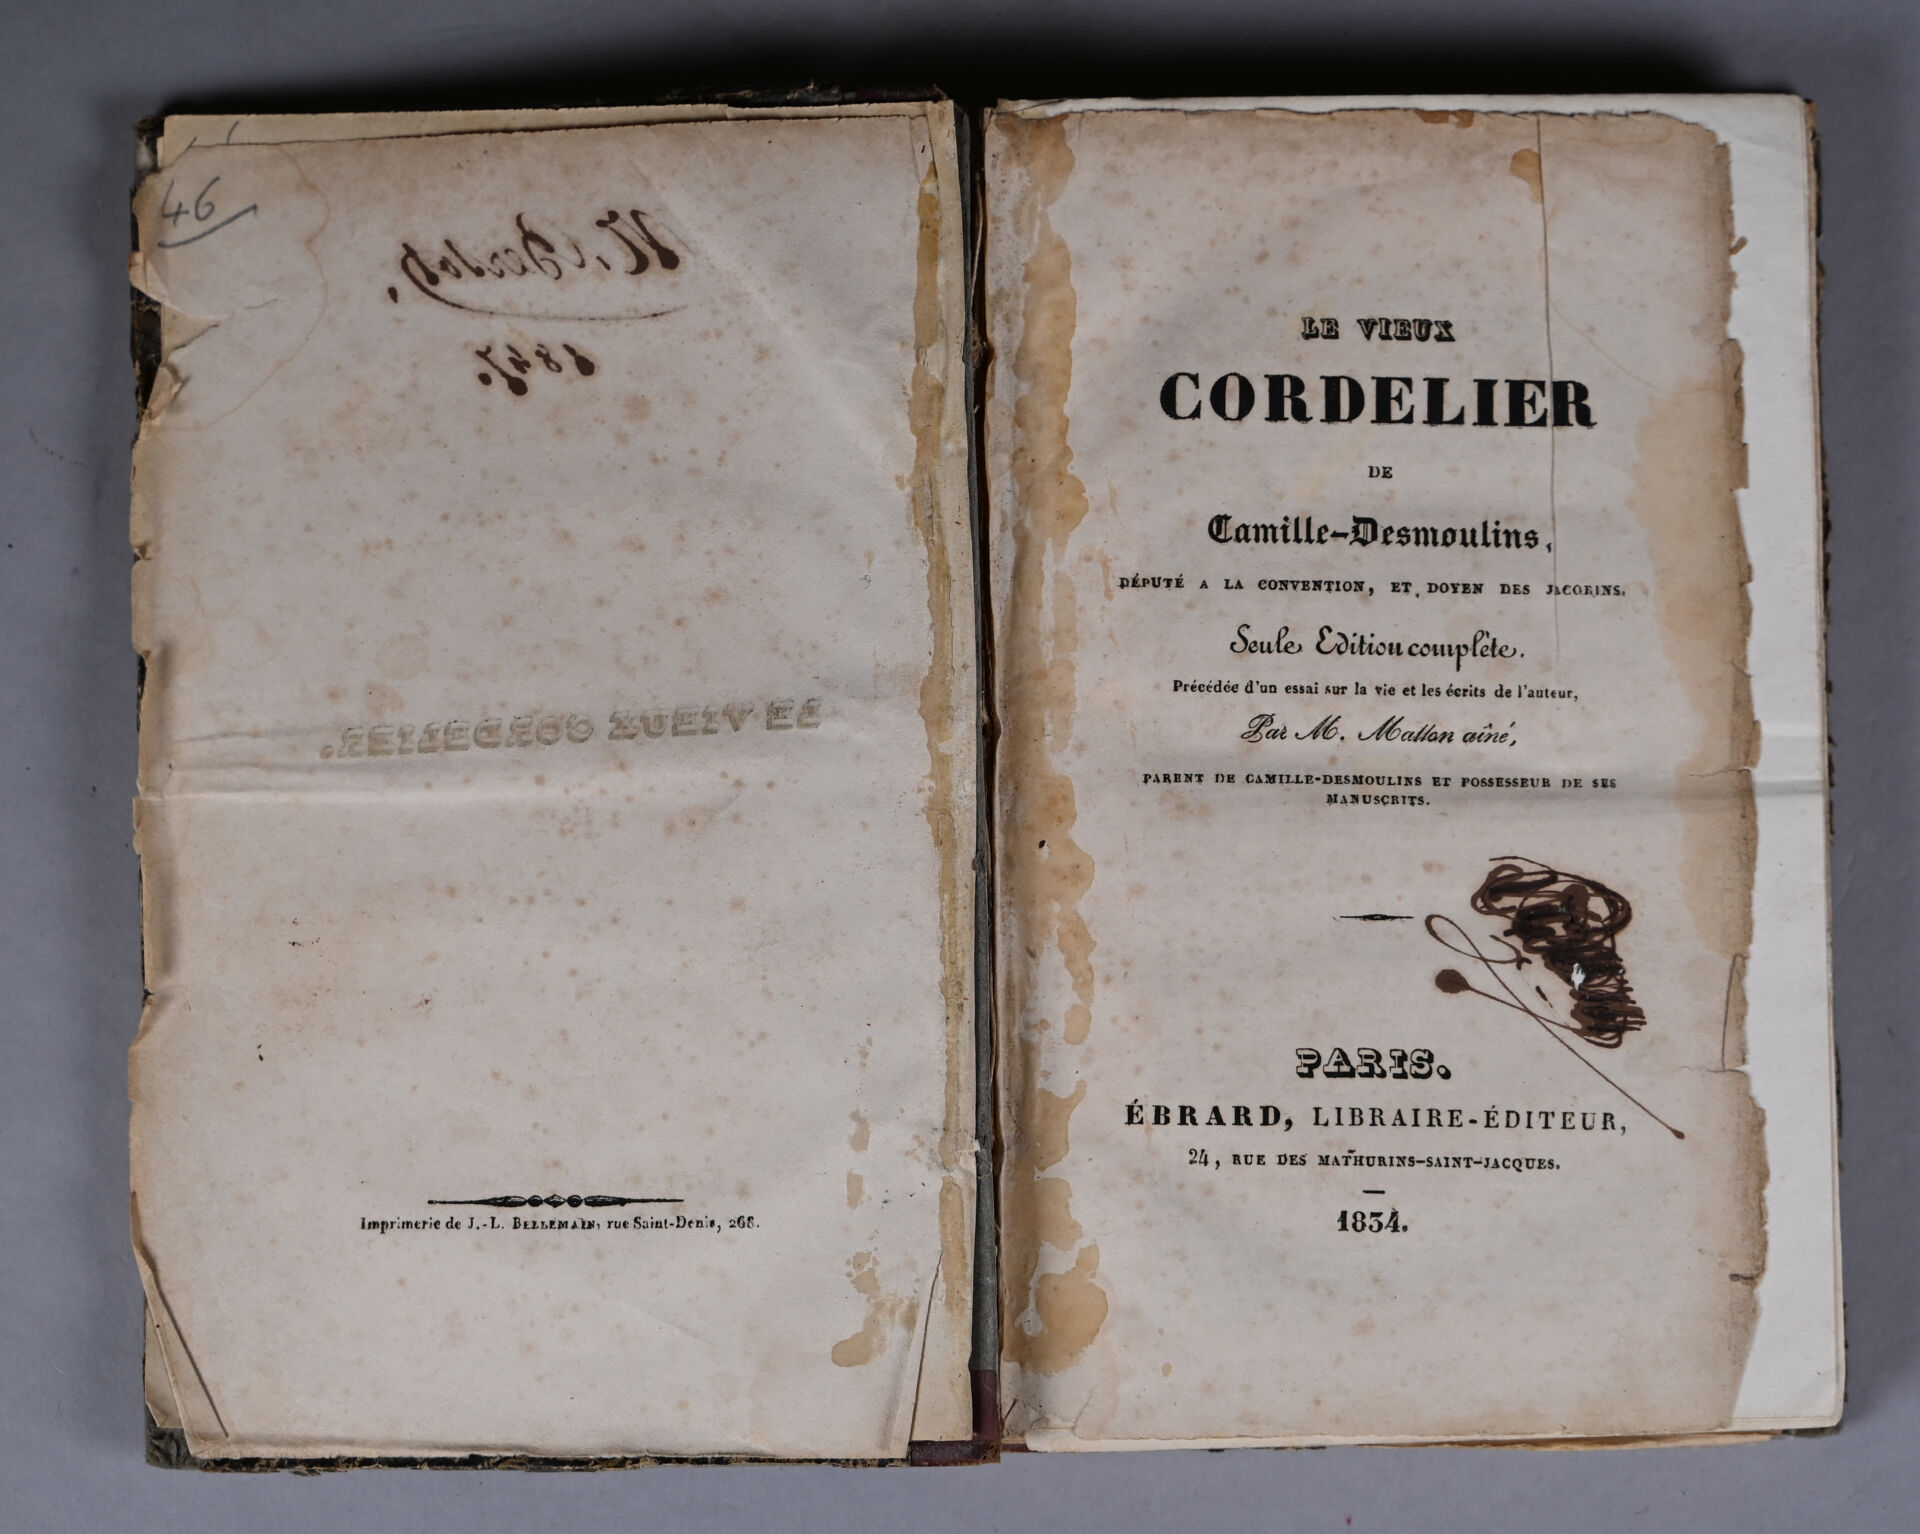 46
1847.
LE VIEUX CORDELIER.
Imprimerie de J.-L. BELLEMAIN, rue Saint-Denis, 268.
LE VIEUX
CORDELIER
DE
Camille-Desmoulins,
DÉPUTÉ A LA CONVENTION, ET DOYEN DES JACOBINS.
Seule Edition complète.
Précédée d'un essai sur la vie et les écrits de l'auteur,
Par M. Matton aîné,
PARENT DE CAMILLE-DESMOULINS ET POSSESSEUR DE SES
MANUSCRITS.
PARIS.
ÉBRARD, LIBRAIRE-ÉDITEUR,
24, RUE DES MATHURINS-SAINT-JACQUES.
1834.